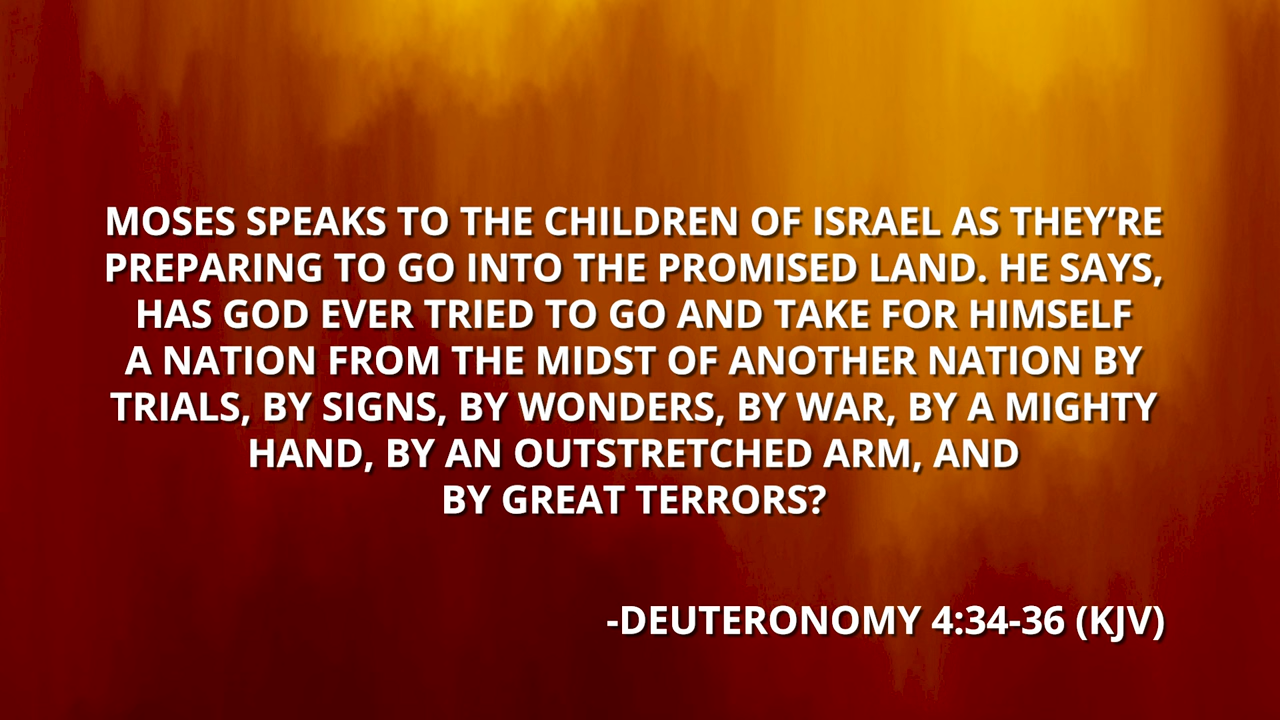 MOSES SPEAKS TO THE CHILDREN OF ISRAEL AS THEY’RE
PREPARING TO GO INTO THE PROMISED LAND. HE SAYS,
HAS GOD EVER TRIED TO GO AND TAKE FOR HIMSELF
A NATION FROM THE MIDST OF ANOTHER NATION BY
TRIALS, BY SIGNS, BY WONDERS, BY WAR, BY A MIGHTY
HAND, BY AN OUTSTRETCHED ARM, AND
BY GREAT TERRORS?
-DEUTERONOMY 4:34-36 (KJV)